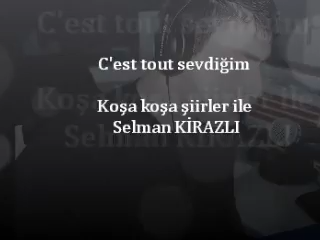 C'est tout sevdiğim
Koşa koşa şiirler ile
Selman KİRAZLI